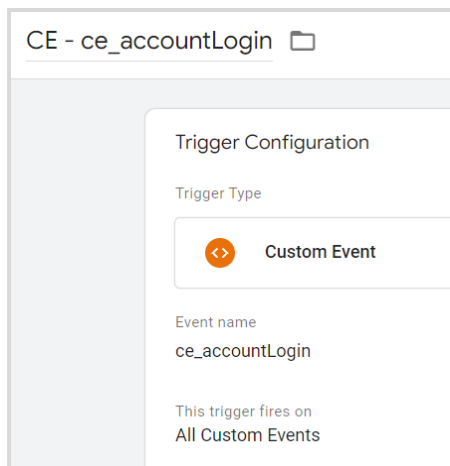 CE - ce_accountLogin
Trigger Configuration
Trigger Type
Custom Event
Event name
ce_accountLogin
This trigger fires on
All Custom Events